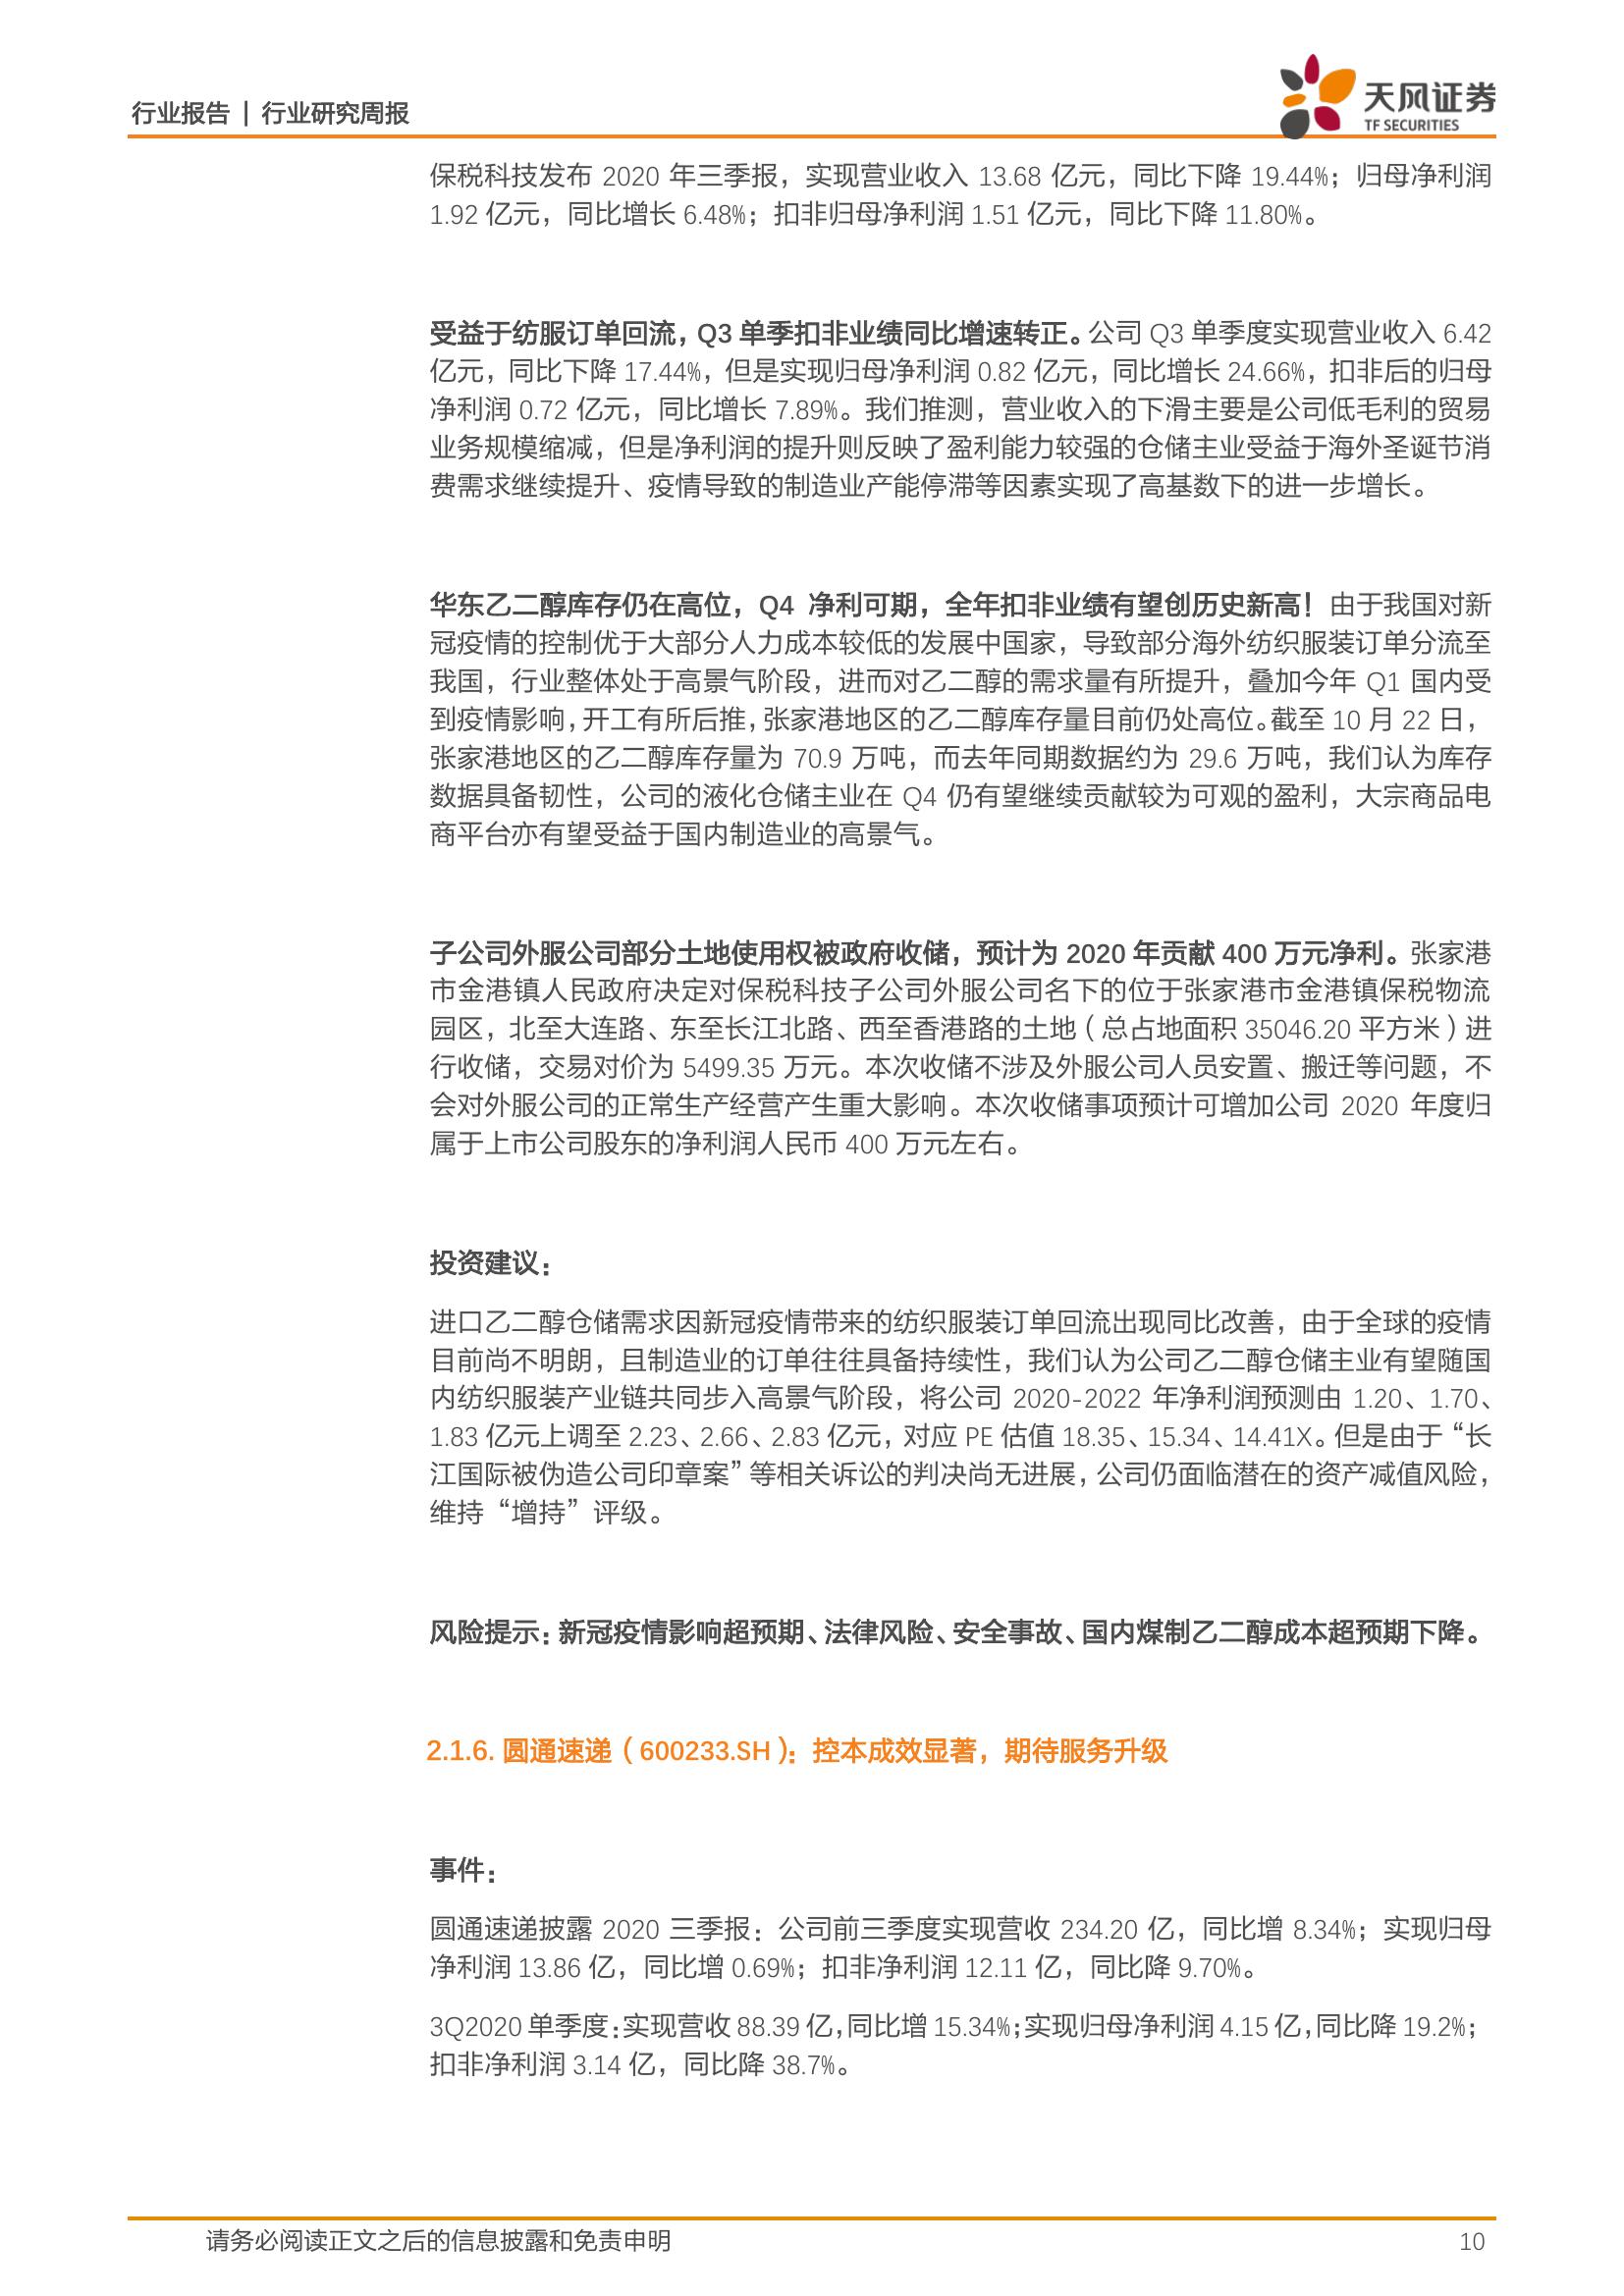 行业报告 | 行业研究周报
天风证券
TF SECURITIES
保税科技发布 2020 年三季报，实现营业收入 13.68 亿元，同比下降 19.44%；归母净利润
1.92 亿元，同比增长 6.48%；扣非归母净利润 1.51 亿元，同比下降 11.80%。
受益于纺服订单回流，Q3 单季扣非业绩同比增速转正。公司 Q3 单季度实现营业收入 6.42
亿元，同比下降 17.44%，但是实现归母净利润 0.82 亿元，同比增长 24.66%，扣非后的归母
净利润 0.72 亿元，同比增长 7.89%。我们推测，营业收入的下滑主要是公司低毛利的贸易
业务规模缩减，但是净利润的提升则反映了盈利能力较强的仓储主业受益于海外圣诞节消
费需求继续提升、疫情导致的制造业产能停滞等因素实现了高基数下的进一步增长。
华东乙二醇库存仍在高位，Q4 净利可期，全年扣非业绩有望创历史新高！由于我国对新
冠疫情的控制优于大部分人力成本较低的发展中国家，导致部分海外纺织服装订单分流至
我国，行业整体处于高景气阶段，进而对乙二醇的需求量有所提升，叠加今年 Q1 国内受
到疫情影响，开工有所后推，张家港地区的乙二醇库存量目前仍处高位。截至 10 月 22 日，
张家港地区的乙二醇库存量为 70.9 万吨，而去年同期数据约为 29.6 万吨，我们认为库存
数据具备韧性，公司的液化仓储主业在 Q4 仍有望继续贡献较为可观的盈利，大宗商品电
商平台亦有望受益于国内制造业的高景气。
子公司外服公司部分土地使用权被政府收储，预计为 2020 年贡献 400 万元净利。张家港
市金港镇人民政府决定对保税科技子公司外服公司名下的位于张家港市金港镇保税物流
园区，北至大连路、东至长江北路、西至香港路的土地（总占地面积 35046.20 平方米）进
行收储，交易对价为 5499.35 万元。本次收储不涉及外服公司人员安置、搬迁等问题，不
会对外服公司的正常生产经营产生重大影响。本次收储事项预计可增加公司 2020 年度归
属于上市公司股东的净利润人民币 400 万元左右。
投资建议：
进口乙二醇仓储需求因新冠疫情带来的纺织服装订单回流出现同比改善，由于全球的疫情
目前尚不明朗，且制造业的订单往往具备持续性，我们认为公司乙二醇仓储主业有望随国
内纺织服装产业链共同步入高景气阶段，将公司 2020-2022 年净利润预测由 1.20、1.70、
1.83 亿元上调至 2.23、2.66、2.83 亿元，对应 PE 估值 18.35、15.34、14.41X。但是由于“长
江国际被伪造公司印章案”等相关诉讼的判决尚无进展，公司仍面临潜在的资产减值风险，
维持“增持”评级。
风险提示：新冠疫情影响超预期、法律风险、安全事故、国内煤制乙二醇成本超预期下降。
2.1.6. 圆通速递（600233.SH）：控本成效显著，期待服务升级
事件：
圆通速递披露 2020 三季报：公司前三季度实现营收 234.20 亿，同比增 8.34%；实现归母
净利润 13.86 亿，同比增 0.69%；扣非净利润 12.11 亿，同比降 9.70%。
3Q2020 单季度：实现营收 88.39 亿，同比增 15.34%；实现归母净利润 4.15 亿，同比降 19.2%；
扣非净利润 3.14 亿，同比降 38.7%。
请务必阅读正文之后的信息披露和免责申明
10